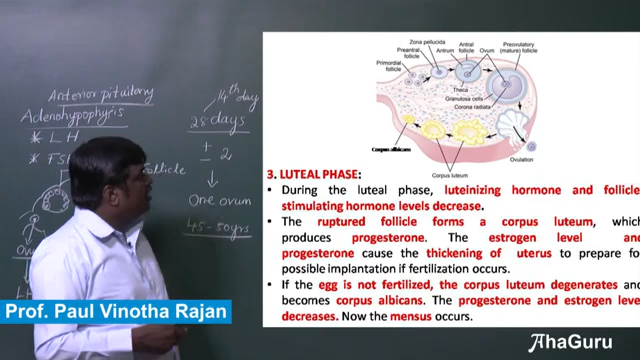 Anterior pituitary
Adenohypophysis
* LH
* FS
follicle
14th day
28 days
± 2
One ovum
45-50yrs
Zona pellucida
Preantral follicle
Primordial follicle
Antrum
Antral follicle
Ovum
Preovulatory (mature) follicle
Theca
Granulosa cells
Corona radiata
Corpus albicans
Ovulation
Corpus luteum
3. LUTEAL PHASE:
• During the luteal phase, luteinizing hormone and follicle
stimulating hormone levels decrease.
• The ruptured follicle forms a corpus luteum, which
produces progesterone. The estrogen level and
progesterone cause the thickening of uterus to prepare fo
possible implantation if fertilization occurs.
• If the egg is not fertilized, the corpus luteum degenerates and
becomes corpus albicans. The progesterone and estrogen leve
decreases. Now the mensus occurs.
Prof. Paul Vinotha Rajan
AhaGuru